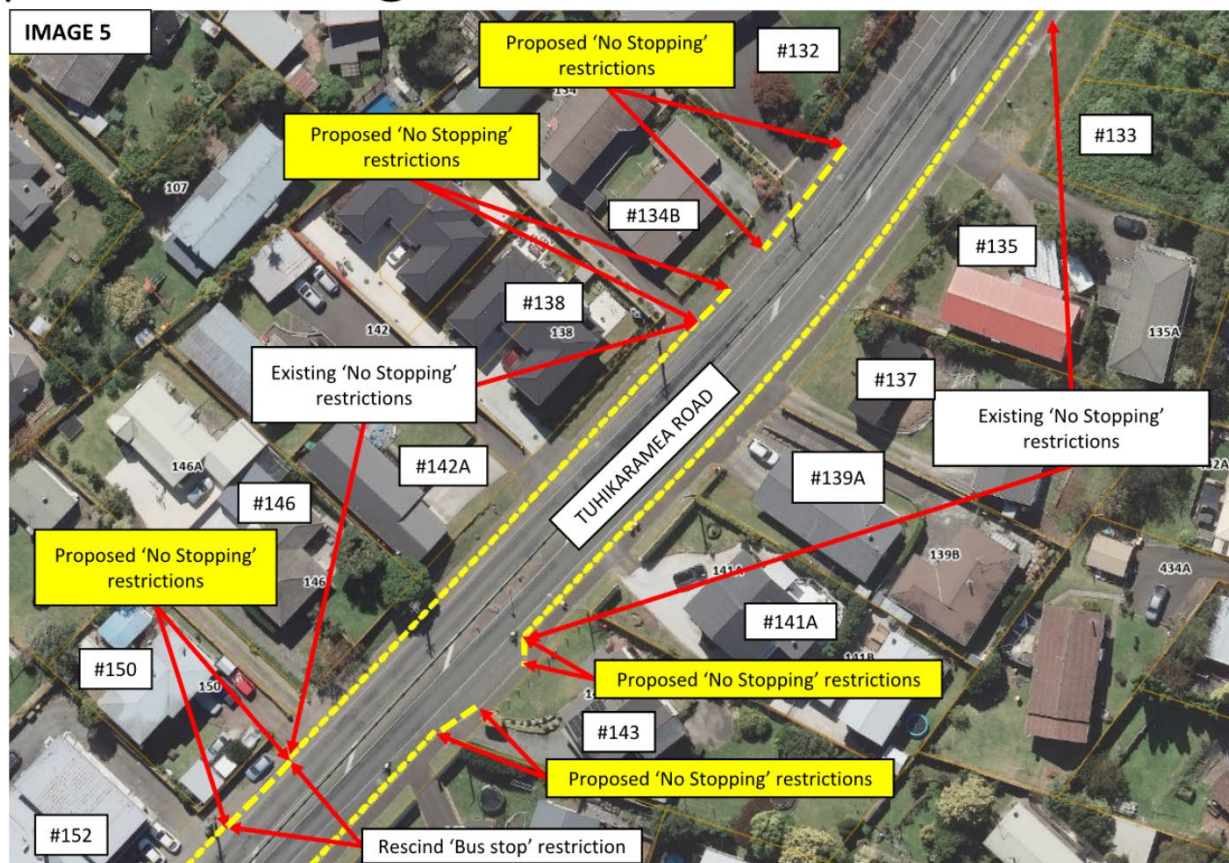 IMAGE 5
Proposed ‘No Stopping’
restrictions
#132
Proposed ‘No Stopping’
restrictions
#133
107
#134B
#135
#138
138
142
135A
Existing ‘No Stopping’
restrictions
#137
Existing ‘No Stopping’
restrictions
TUHIKARAMEA ROAD
#142A
#139A
146A
#146
139B
434A
Proposed ‘No Stopping’
restrictions
146
141A
#141A
#150
150
Proposed ‘No Stopping’ restrictions
#143
Proposed ‘No Stopping’ restrictions
#152
Rescind ‘Bus stop’ restriction